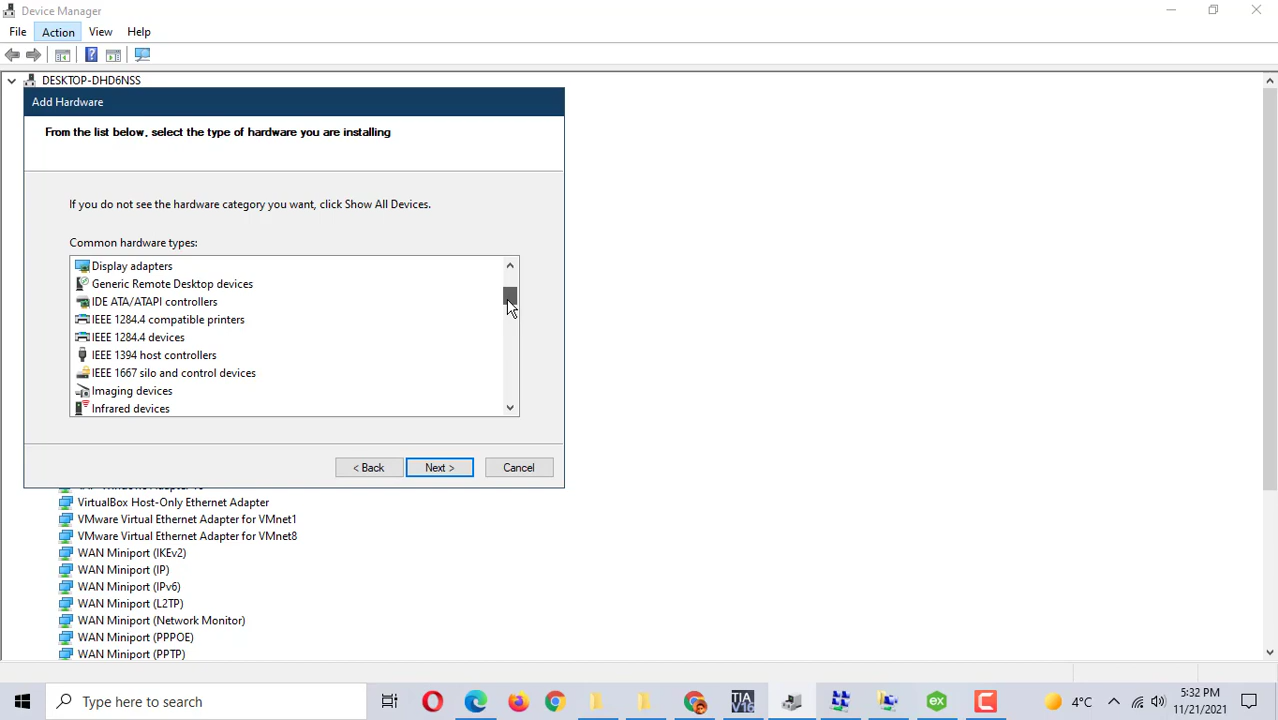 Device Manager
File Action View Help
DESKTOP-DHD6NSS
Add Hardware
From the list below, select the type of hardware you are installing
If you do not see the hardware category you want, click Show All Devices.
Common hardware types:
Display adapters
Generic Remote Desktop devices
IDE ATA/ATAPI controllers
IEEE 1284.4 compatible printers
IEEE 1284.4 devices
IEEE 1394 host controllers
IEEE 1667 silo and control devices
Imaging devices
Infrared devices
< Back Next > Cancel
VirtualBox Host-Only Ethernet Adapter
VMware Virtual Ethernet Adapter for VMnet1
VMware Virtual Ethernet Adapter for VMnet8
WAN Miniport (IKEv2)
WAN Miniport (IP)
WAN Miniport (IPv6)
WAN Miniport (L2TP)
WAN Miniport (Network Monitor)
WAN Miniport (PPPOE)
WAN Miniport (PPTP)
Type here to search
TIA V16
ex
4°C
5:32 PM
11/21/2021